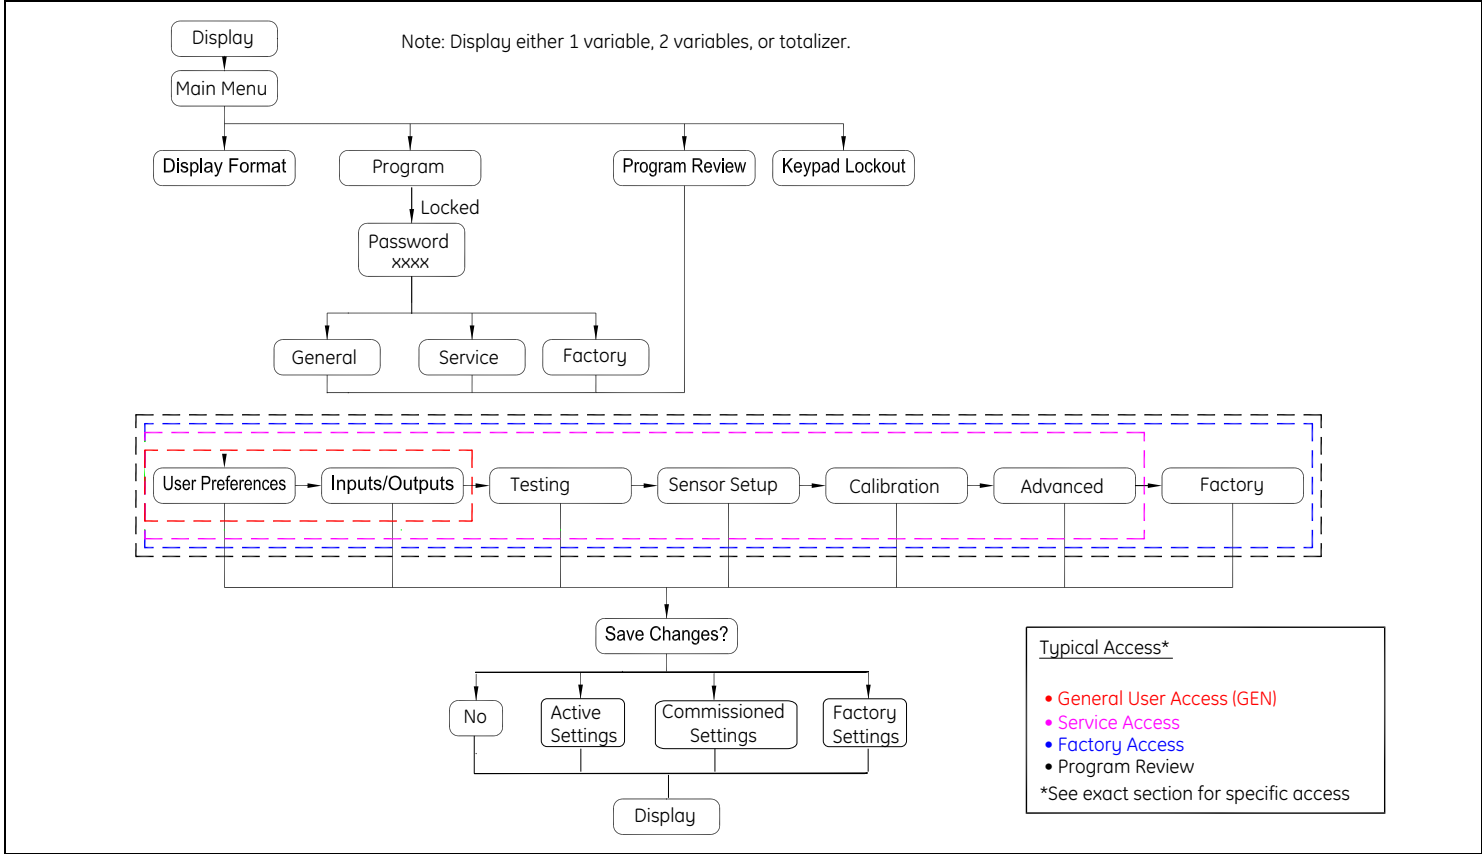 Display
Note: Display either 1 variable, 2 variables, or totalizer.
Main Menu
Display Format
Program
Program Review
Keypad Lockout
Locked
Password
xxxx
General
Service
Factory
User Preferences
Inputs/Outputs
Testing
Sensor Setup
Calibration
Advanced
Factory
Save Changes?
No
Active
Settings
Commissioned
Settings
Factory
Settings
Display
Typical Access*
• General User Access (GEN)
• Service Access
• Factory Access
• Program Review
*See exact section for specific access